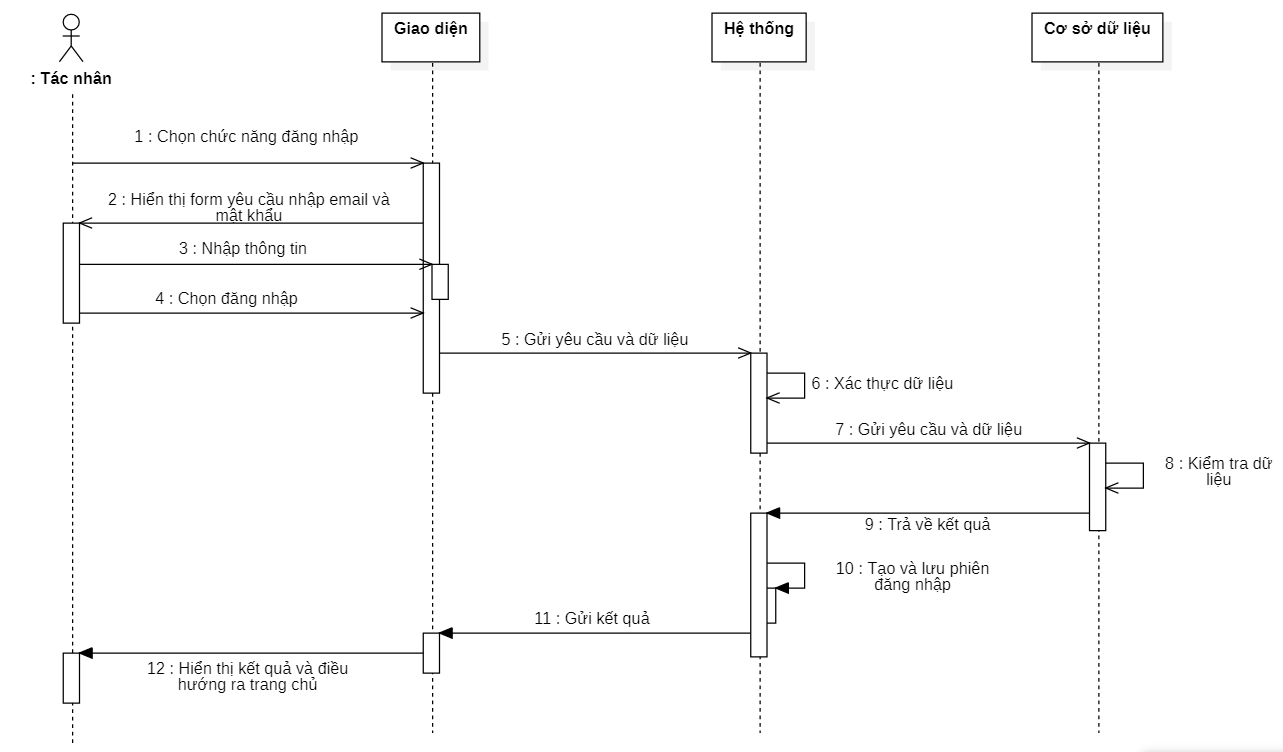 : Tác nhân
Giao diện
Hệ thống
Cơ sở dữ liệu
1 : Chọn chức năng đăng nhập
2 : Hiển thị form yêu cầu nhập email và
mật khẩu
3 : Nhập thông tin
4 : Chọn đăng nhập
5 : Gửi yêu cầu và dữ liệu
6 : Xác thực dữ liệu
7 : Gửi yêu cầu và dữ liệu
8 : Kiểm tra dữ
liệu
9 : Trả về kết quả
10 : Tạo và lưu phiên
đăng nhập
11 : Gửi kết quả
12 : Hiển thị kết quả và điều
hướng ra trang chủ